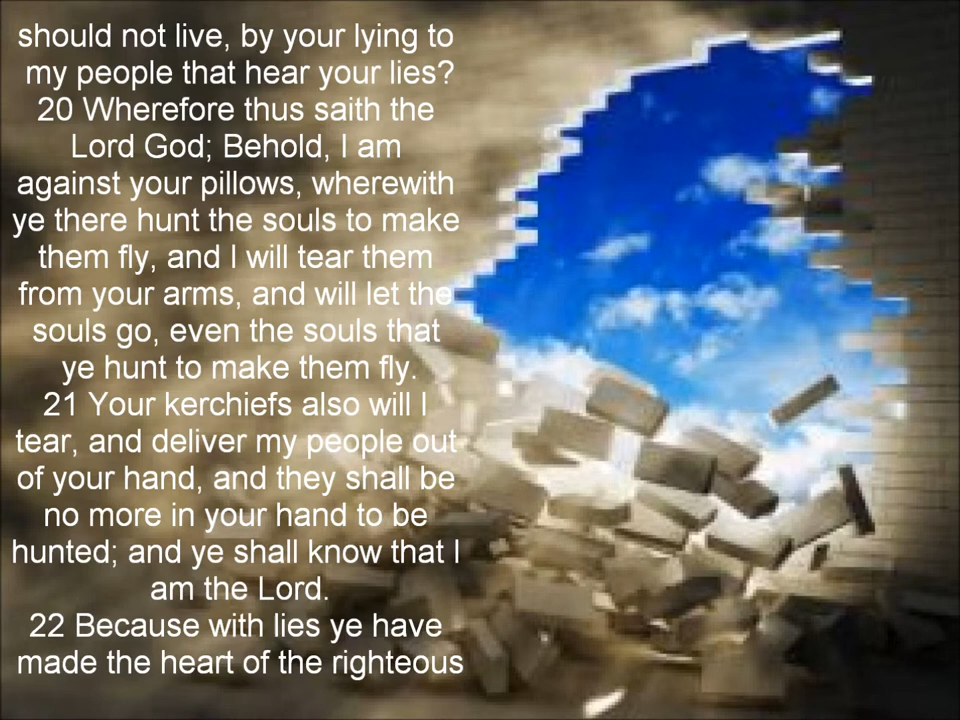 should not live, by your lying to
my people that hear your lies?
20 Wherefore thus saith the
Lord God; Behold, I am
against your pillows, wherewith
ye there hunt the souls to make
them fly, and I will tear them
from your arms, and will let the
souls go, even the souls that
ye hunt to make them fly.
21 Your kerchiefs also will I
tear, and deliver my people out
of your hand, and they shall be
no more in your hand to be
hunted; and ye shall know that I
am the Lord.
22 Because with lies ye have
made the heart of the righteous